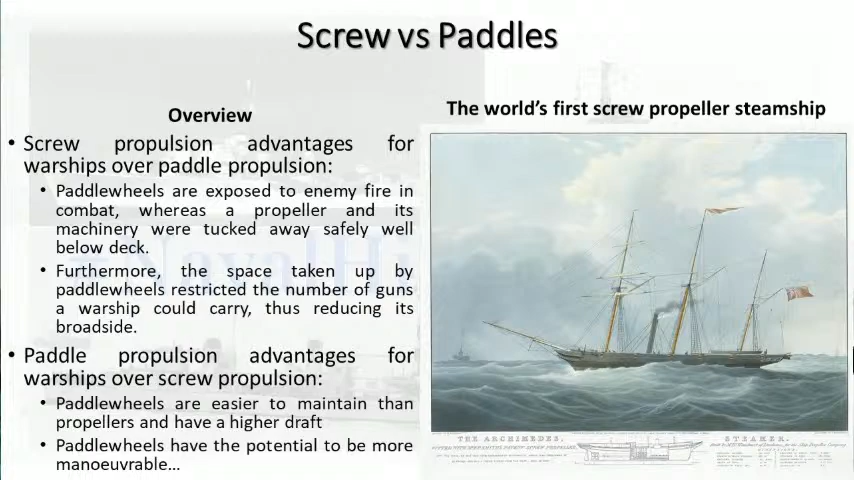 Screw vs Paddles
Overview
• Screw propulsion advantages for
warships over paddle propulsion:
• Paddlewheels are exposed to enemy fire in
combat, whereas a propeller and its
machinery were tucked away safely well
below deck.
• Furthermore, the space taken up by
paddlewheels restricted the number of guns
a warship could carry, thus reducing its
broadside.
• Paddle propulsion advantages for
warships over screw propulsion:
• Paddlewheels are easier to maintain than
propellers and have a higher draft
• Paddlewheels have the potential to be more
manoeuvrable…
The world's first screw propeller steamship
THE ARCHIMEDES,
STEAMER.